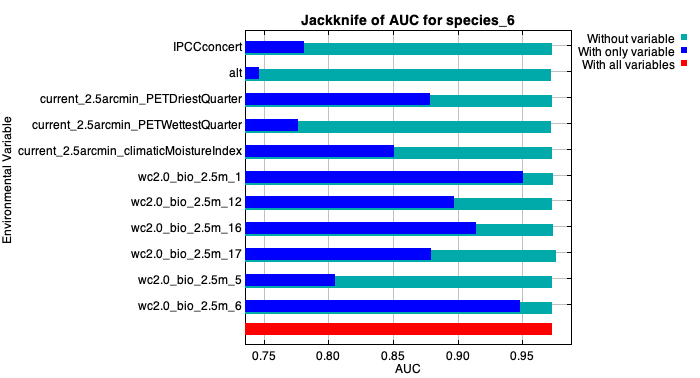 Jackknife of AUC for species_6
Without variable
With only variable
With all variables
Environmental Variable
IPCCconcert
alt
current_2.5arcmin_PETDriestQuarter
current_2.5arcmin_PETWettestQuarter
current_2.5arcmin_climaticMoistureIndex
wc2.0_bio_2.5m_1
wc2.0_bio_2.5m_12
wc2.0_bio_2.5m_16
wc2.0_bio_2.5m_17
wc2.0_bio_2.5m_5
wc2.0_bio_2.5m_6
0.75 0.80 0.85 0.90 0.95
AUC